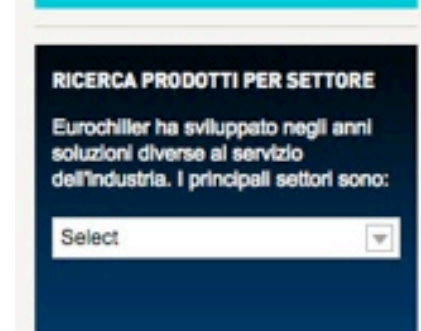 RICERCA PRODOTTI PER SETTORE
Eurochiller ha sviluppato negli anni
soluzioni diverse al servizio
dell'industria. I principali settori sono:
Select